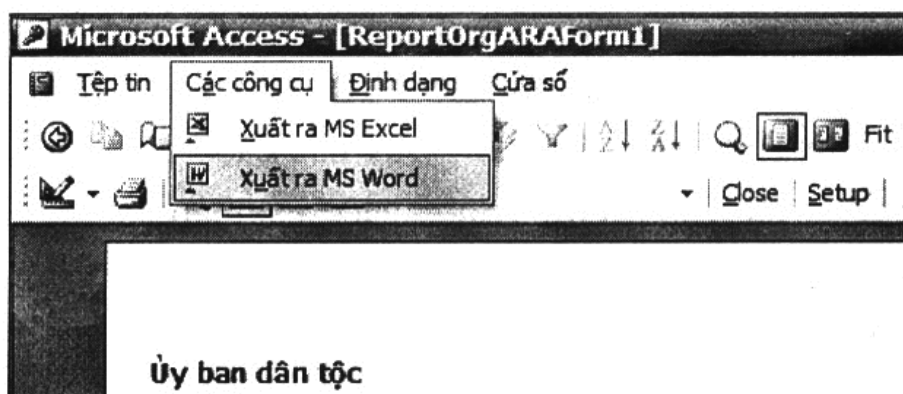 Microsoft Access - [ReportOrgARAForm1]
Tệp tin Các công cụ Định dạng Cửa sổ
Xuất ra MS Excel
Fit
Xuất ra MS Word
Close Setup
Ủy ban dân tộc